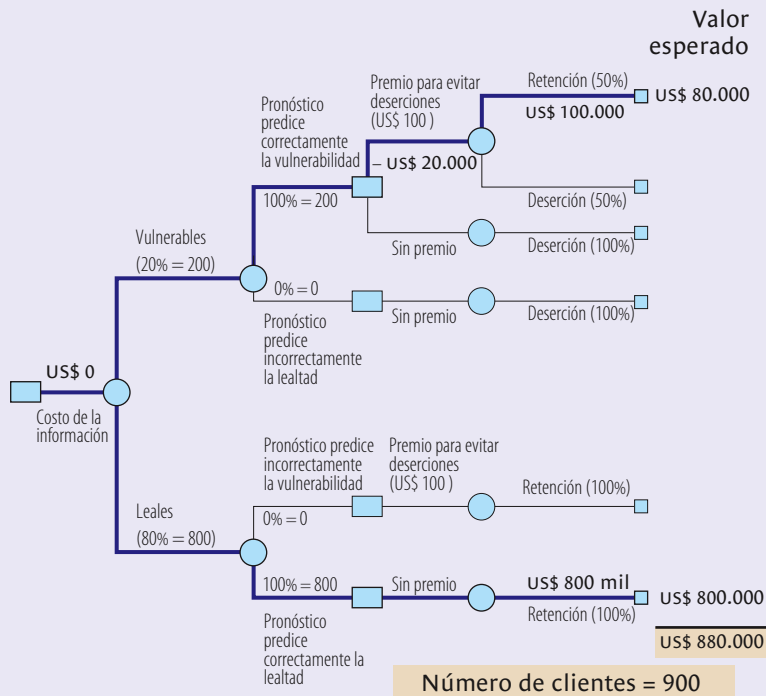 Valor
esperado
Premio para evitar
deserciones
(US$ 100 )
Retención (50%)
US$ 100.000
US$ 80.000
Pronóstico
predice
correctamente
la vulnerabilidad
– US$ 20.000
100% = 200
Deserción (50%)
Sin premio
Deserción (100%)
Vulnerables
(20% = 200)
0% = 0
Pronóstico
predice
incorrectamente
la lealtad
Sin premio
Deserción (100%)
US$ 0
Costo de la
información
Pronóstico predice
incorrectamente
la vulnerabilidad
Premio para evitar
deserciones
(US$ 100 )
Retención (100%)
0% = 0
Leales
(80% = 800)
100% = 800
Sin premio
US$ 800 mil
Retención (100%)
US$ 800.000
Pronóstico
predice
correctamente la
lealtad
US$ 880.000
Número de clientes = 900